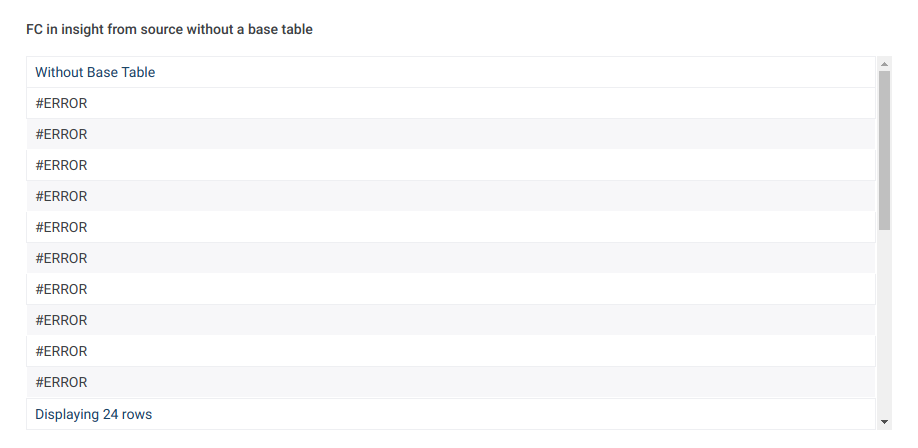 FC in insight from source without a base table
Without Base Table
#ERROR
#ERROR
#ERROR
#ERROR
#ERROR
#ERROR
#ERROR
#ERROR
#ERROR
#ERROR
Displaying 24 rows